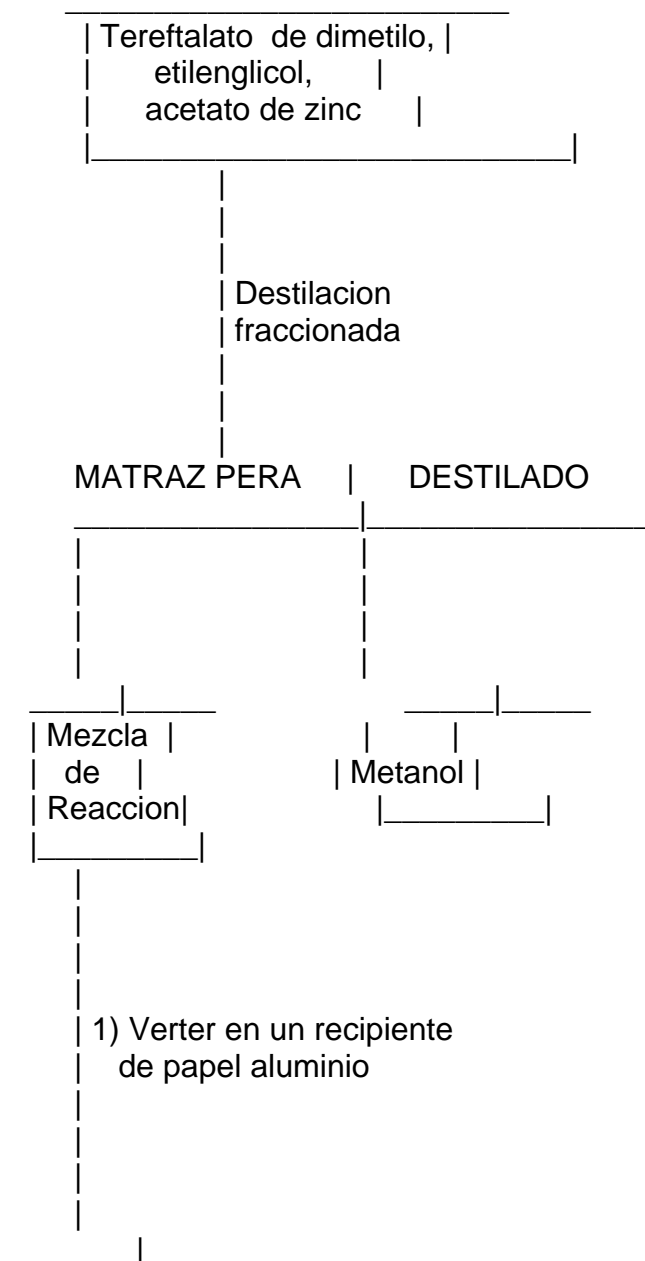 Tereftalato de dimetilo,
etilenglicol,
acetato de zinc
Destilacion
fraccionada
MATRAZ PERA | DESTILADO
Mezcla
de
Reaccion
Metanol
1) Verter en un recipiente
de papel aluminio